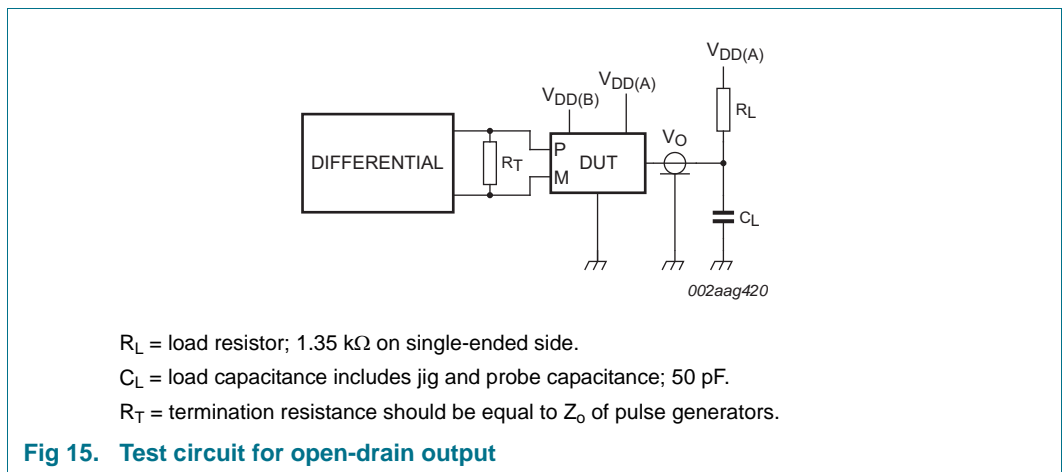 VDD(A)
VDD(A)
VDD(B)
RL
VO
DIFFERENTIAL
RT
P
DUT
M
CL
002aag420
RL = load resistor; 1.35 kΩ on single-ended side.
CL = load capacitance includes jig and probe capacitance; 50 pF.
RT = termination resistance should be equal to Zo of pulse generators.
Fig 15. Test circuit for open-drain output